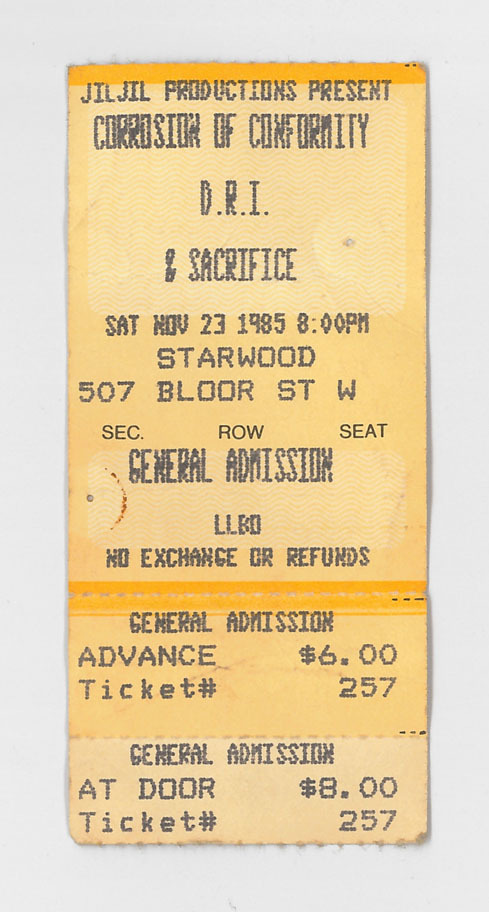 JILJIL PRODUCTIONS PRESENT
CORROSION OF CONFORMITY
D.R.I.
& SACRIFICE
SAT NOV 23 1985 8:00PM
STARWOOD
507 BLOOR ST W
SEC. ROW SEAT
GENERAL ADMISSION
LLBO
NO EXCHANGE OR REFUNDS
GENERAL ADMISSION
ADVANCE $6.00
Ticket# 257
GENERAL ADMISSION
AT DOOR $8.00
Ticket# 257